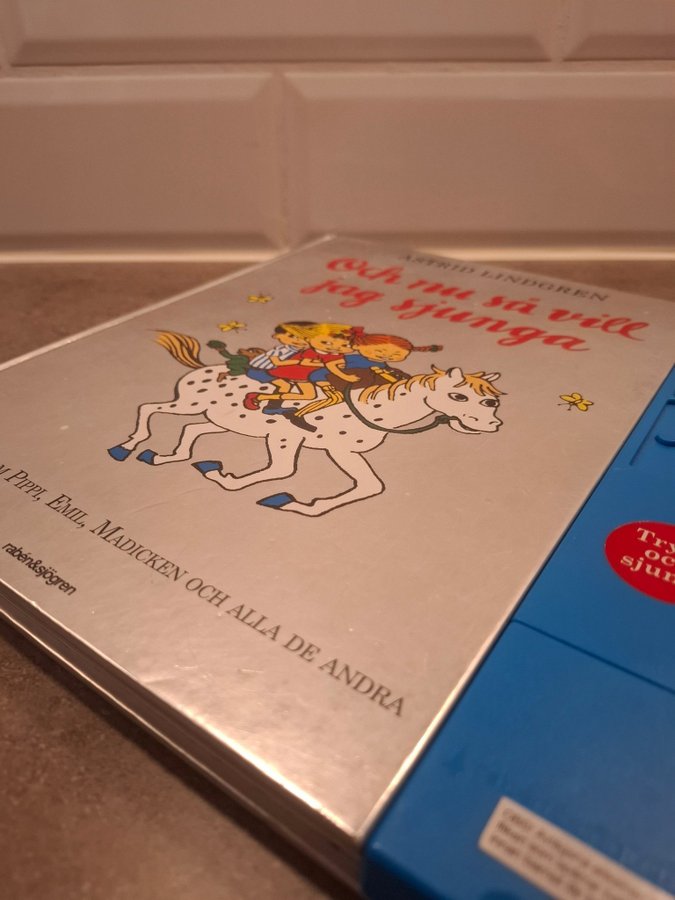 ASTRID LINDGREN
Och nu så vill
jag sjunga
PIPPI, EMIL, MADICKEN OCH ALLA DE ANDRA
rabén&sjögren